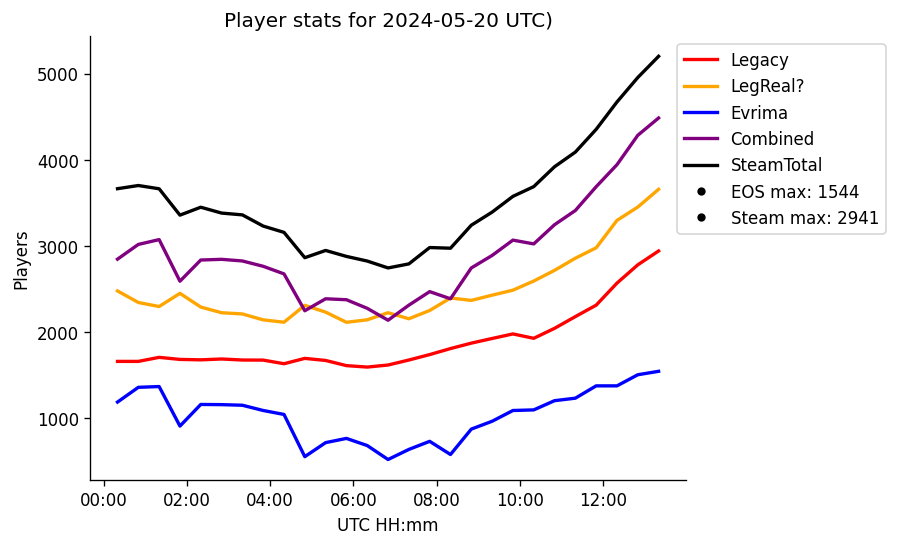 Player stats for 2024-05-20 UTC)
Legacy
LegReal?
Evrima
Combined
SteamTotal
EOS max: 1544
Steam max: 2941
5000
4000
3000
2000
1000
Players
00:00 02:00 04:00 06:00 08:00 10:00 12:00
UTC HH:mm